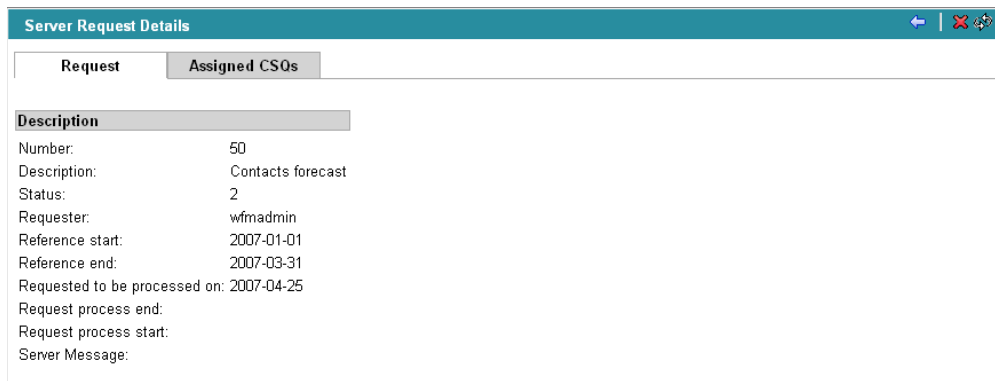 Server Request Details
Request Assigned CSQs
Description
Number: 50
Description: Contacts forecast
Status: 2
Requester: wfmadmin
Reference start: 2007-01-01
Reference end: 2007-03-31
Requested to be processed on: 2007-04-25
Request process end:
Request process start:
Server Message: